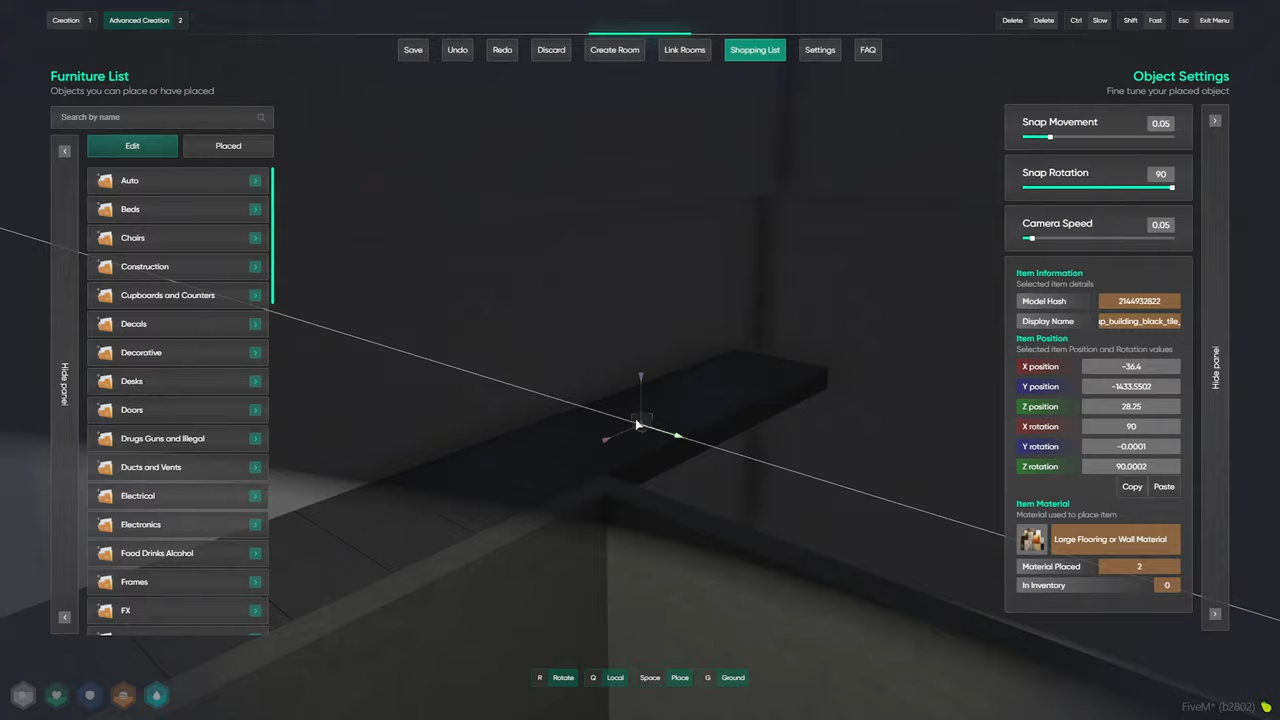 Creation 1 Advanced Creation 2
Delete Delete Ctrl Slow Shift Fast Esc Exit Menu
Save Undo Redo Discard Create Room Link Rooms Shopping List Settings FAQ
Furniture List
Objects you can place or have placed
Search by name
Edit Placed
Auto
Beds
Chairs
Construction
Cupboards and Counters
Decals
Decorative
Desks
Doors
Drugs Guns and Illegal
Ducts and Vents
Electrical
Electronics
Food Drinks Alcohol
Frames
FX
Hide panel
Object Settings
Fine tune your placed object
Snap Movement 0.05
Snap Rotation 90
Camera Speed 0.05
Item Information
Selected item details
Model Hash 2144932822
Display Name p_building_black_tile_
Item Position
Selected item Position and Rotation values
X position -36.4
Y position -1433.5502
Z position 28.25
X rotation 90
Y rotation -0.0001
Z rotation 90.0002
Copy Paste
Item Material
Material used to place item
Large Flooring or Wall Material
Material Placed 2
In Inventory 0
Hide panel
R Rotate Q Local Space Place G Ground
FiveM* (b2802)